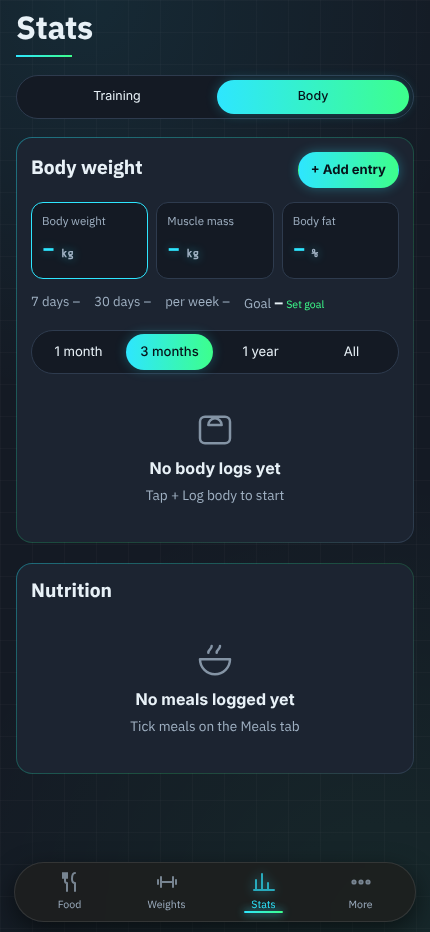 Stats
Training Body
Body weight + Add entry
Body weight Muscle mass Body fat
– kg – kg – %
7 days – 30 days – per week – Goal – Set goal
1 month 3 months 1 year All
No body logs yet
Tap + Log body to start
Nutrition
No meals logged yet
Tick meals on the Meals tab
Food Weights Stats More